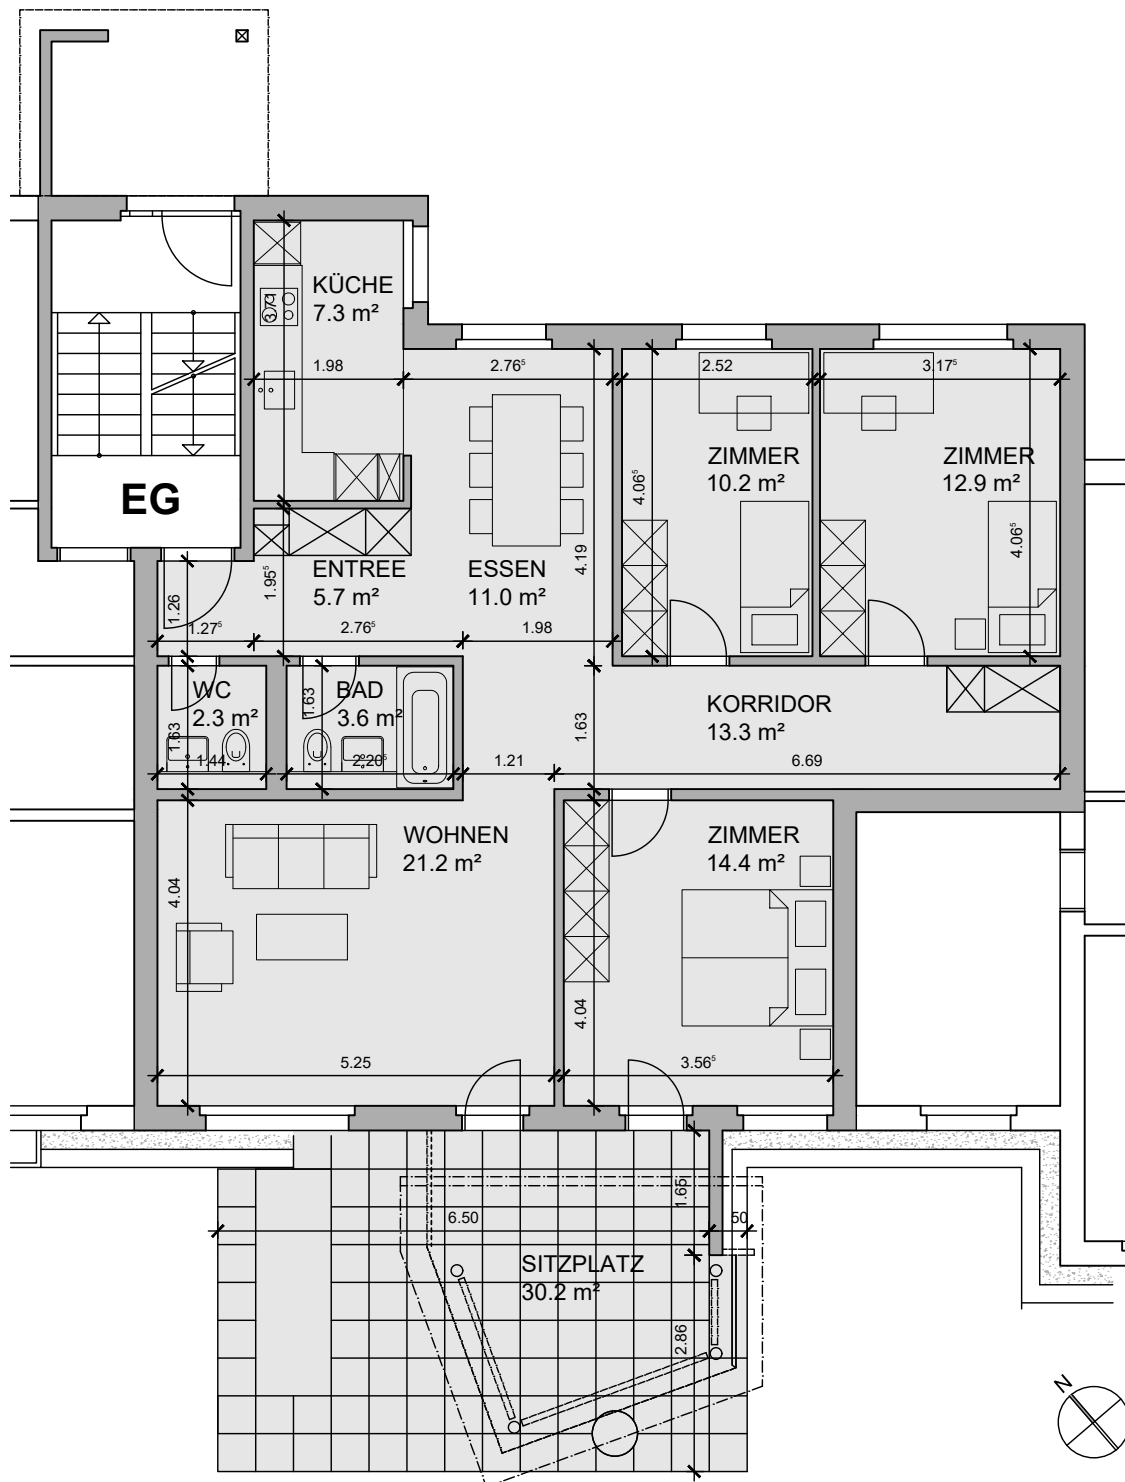 KÜCHE
7.3 m²
3.71
1.98
2.76⁵
2.52
3.17⁵
ZIMMER
10.2 m²
ZIMMER
12.9 m²
4.06⁵
4.06⁵
EG
ENTREE
5.7 m²
ESSEN
11.0 m²
4.19
1.95⁵
1.26
1.27⁵
2.76⁵
1.98
WC
2.3 m²
BAD
3.6 m²
1.63
1.63
1.63
KORRIDOR
13.3 m²
1.44
2.20⁵
1.21
6.69
WOHNEN
21.2 m²
ZIMMER
14.4 m²
4.04
4.04
5.25
3.56⁵
1.65
6.50
50
SITZPLATZ
30.2 m²
2.86
N